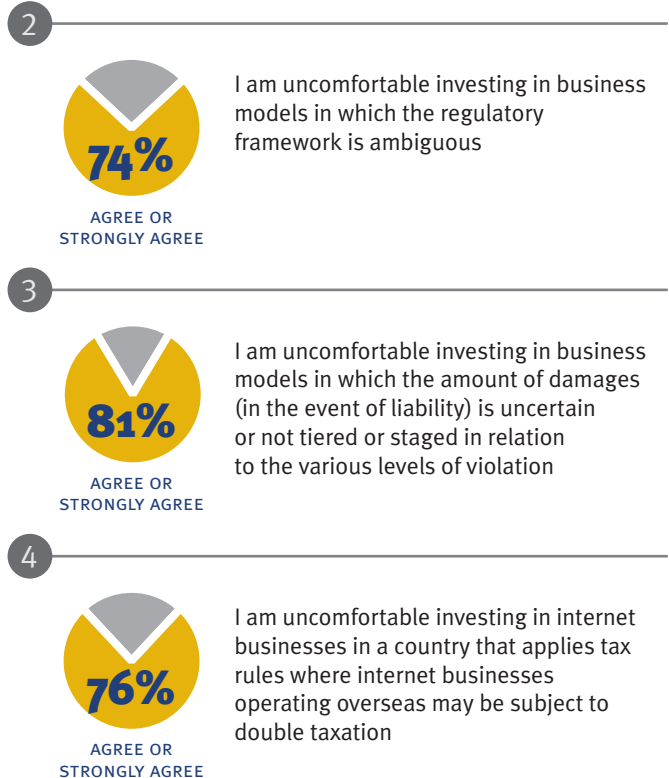 2
I am uncomfortable investing in business
models in which the regulatory
framework is ambiguous
74%
AGREE OR
STRONGLY AGREE
3
I am uncomfortable investing in business
models in which the amount of damages
(in the event of liability) is uncertain
or not tiered or staged in relation
to the various levels of violation
81%
AGREE OR
STRONGLY AGREE
4
I am uncomfortable investing in internet
businesses in a country that applies tax
rules where internet businesses
operating overseas may be subject to
double taxation
76%
AGREE OR
STRONGLY AGREE